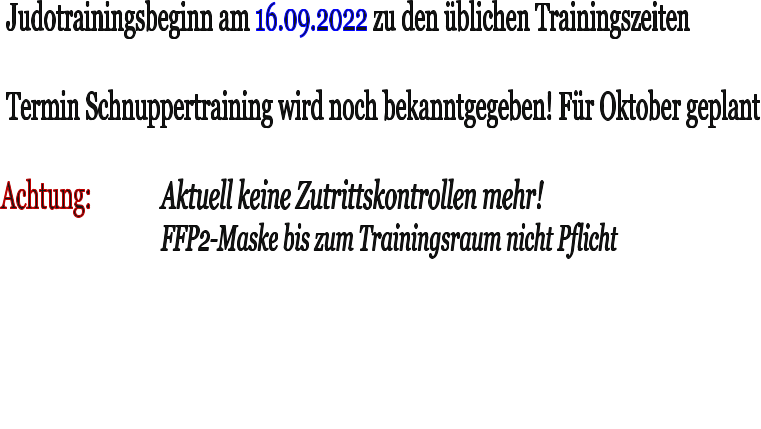 Judotrainingsbeginn am 16.09.2022 zu den üblichen Trainingszeiten
Termin Schnuppertraining wird noch bekanntgegeben! Für Oktober geplant
Achtung: Aktuell keine Zutrittskontrollen mehr!
FFP2-Maske bis zum Trainingsraum nicht Pflicht